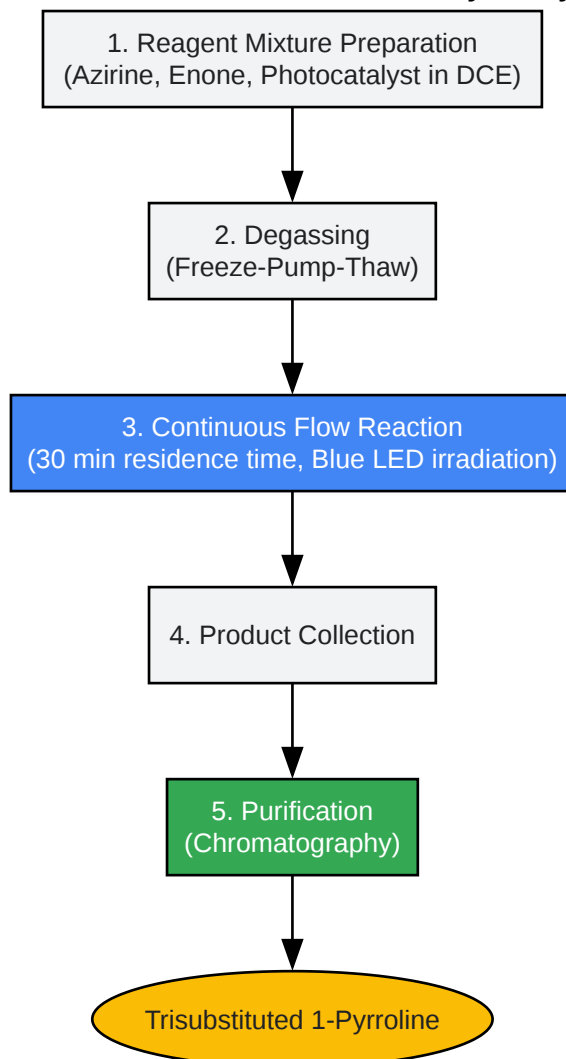 1. Reagent Mixture Preparation
(Azirine, Enone, Photocatalyst in DCE)
2. Degassing
(Freeze-Pump-Thaw)
3. Continuous Flow Reaction
(30 min residence time, Blue LED irradiation)
4. Product Collection
5. Purification
(Chromatography)
Trisubstituted 1-Pyrroline